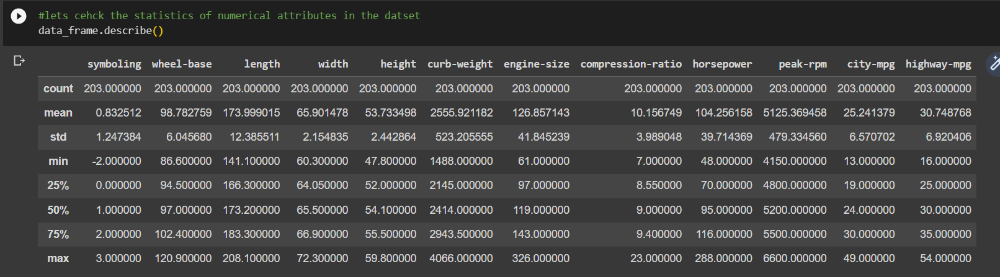 #lets cehck the statistics of numerical attributes in the datset
data_frame.describe()
symboling wheel-base length width height curb-weight engine-size compression-ratio horsepower peak-rpm city-mpg highway-mpg
count 203.000000 203.000000 203.000000 203.000000 203.000000 203.000000 203.000000 203.000000 203.000000 203.000000 203.000000 203.000000
mean 0.832512 98.782759 173.999015 65.901478 53.733498 2555.921182 126.857143 10.156749 104.256158 5125.369458 25.241379 30.748768
std 1.247384 6.045680 12.385511 2.154835 2.442864 523.205555 41.845239 3.989048 39.714369 479.334560 6.570702 6.920406
min -2.000000 86.600000 141.100000 60.300000 47.800000 1488.000000 61.000000 7.000000 48.000000 4150.000000 13.000000 16.000000
25% 0.000000 94.500000 166.300000 64.050000 52.000000 2145.000000 97.000000 8.550000 70.000000 4800.000000 19.000000 25.000000
50% 1.000000 97.000000 173.200000 65.500000 54.100000 2414.000000 119.000000 9.000000 95.000000 5200.000000 24.000000 30.000000
75% 2.000000 102.400000 183.300000 66.900000 55.500000 2943.500000 143.000000 9.400000 116.000000 5500.000000 30.000000 35.000000
max 3.000000 120.900000 208.100000 72.300000 59.800000 4066.000000 326.000000 23.000000 288.000000 6600.000000 49.000000 54.000000